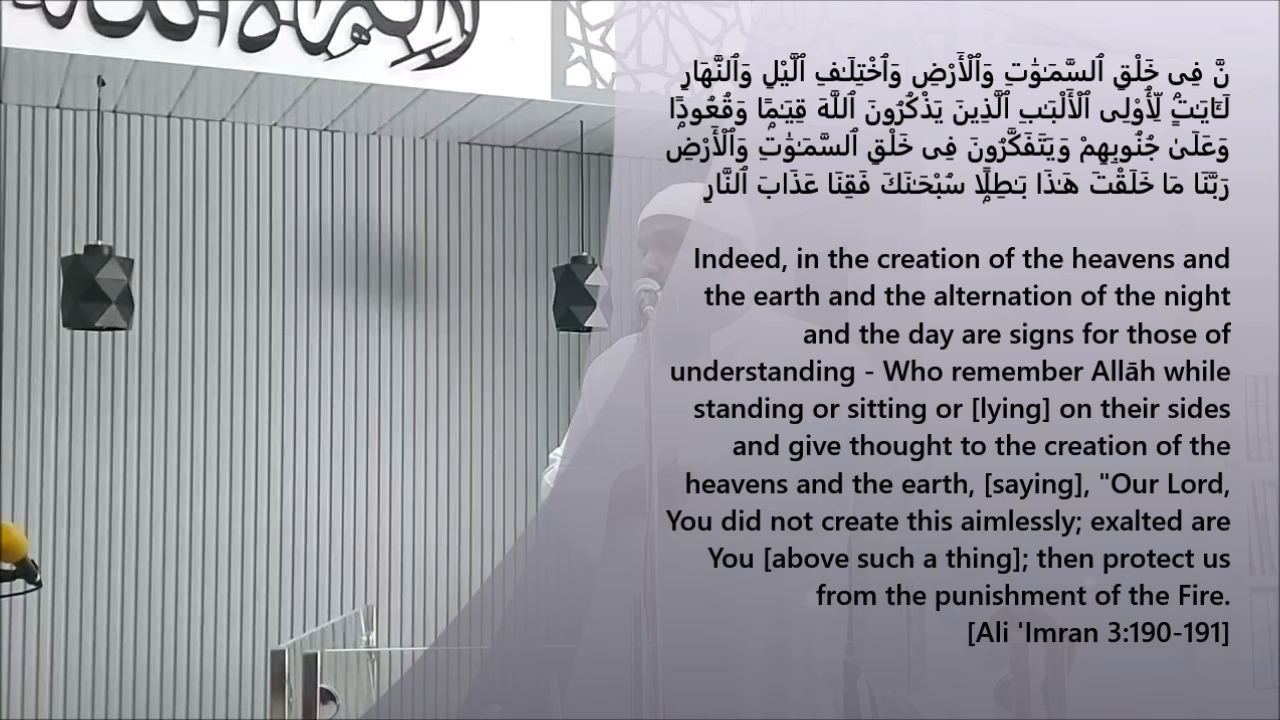 لا إله إلا الله
نَّ فِى خَلْقِ ٱلسَّمَـٰوَٰتِ وَٱلْأَرْضِ وَٱخْتِلَـٰفِ ٱلَّيْلِ وَٱلنَّهَارِ
لَـَٔايَـٰتٍۢ لِّأُو۟لِى ٱلْأَلْبَـٰبِ ٱلَّذِينَ يَذْكُرُونَ ٱللَّهَ قِيَـٰمًۭا وَقُعُودًۭا
وَعَلَىٰ جُنُوبِهِمْ وَيَتَفَكَّرُونَ فِى خَلْقِ ٱلسَّمَـٰوَٰتِ وَٱلْأَرْضِ
رَبَّنَا مَا خَلَقْتَ هَـٰذَا بَـٰطِلًۭا سُبْحَـٰنَكَ فَقِنَا عَذَابَ ٱلنَّارِ
Indeed, in the creation of the heavens and
the earth and the alternation of the night
and the day are signs for those of
understanding - Who remember Allāh while
standing or sitting or [lying] on their sides
and give thought to the creation of the
heavens and the earth, [saying], "Our Lord,
You did not create this aimlessly; exalted are
You [above such a thing]; then protect us
from the punishment of the Fire.
[Ali 'Imran 3:190-191]